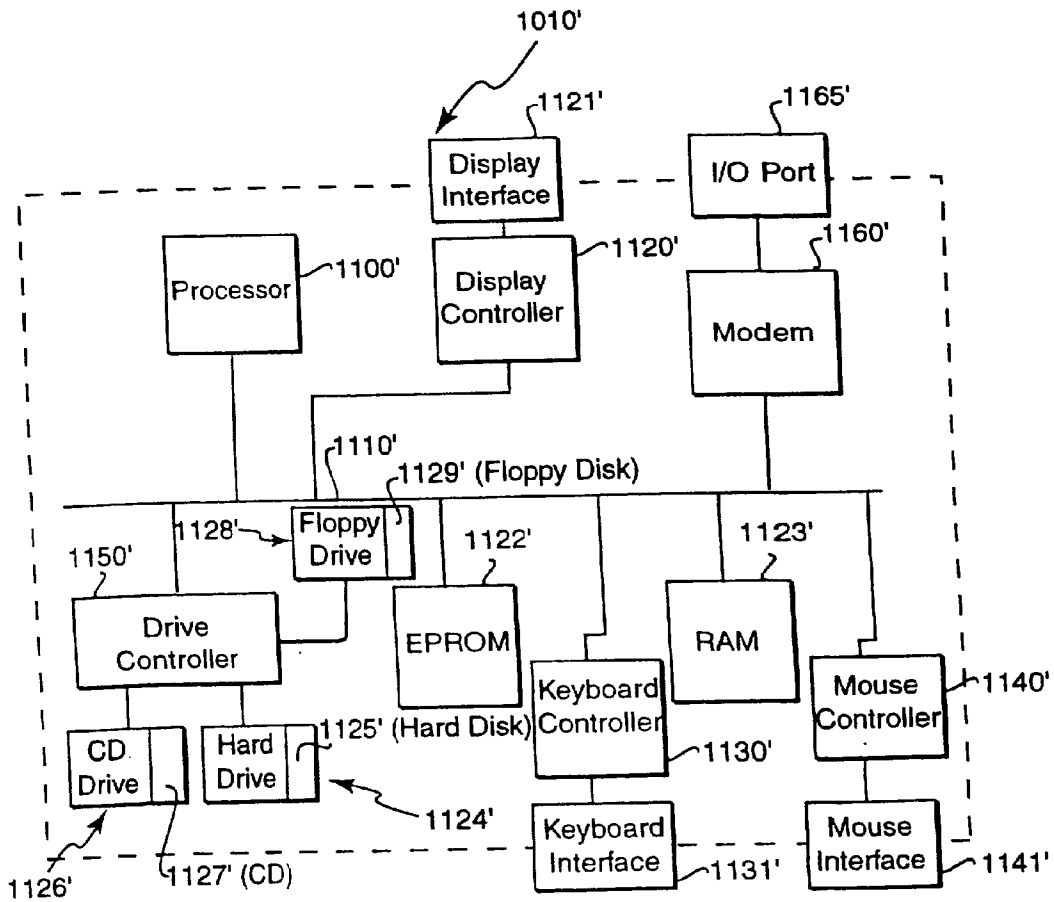 1010'
1121'
1165'
Display
Interface
I/O Port
1120'
1160'
1100'
Processor
Display
Controller
Modem
1110'
1129' (Floppy Disk)
1128'
Floppy
Drive
1122'
1123'
1150'
Drive
Controller
EPROM
RAM
Keyboard
Controller
Mouse
Controller
1140'
1125' (Hard Disk)
1130'
CD
Drive
Hard
Drive
1124'
Keyboard
Interface
Mouse
Interface
1126'
1127' (CD)
1131'
1141'